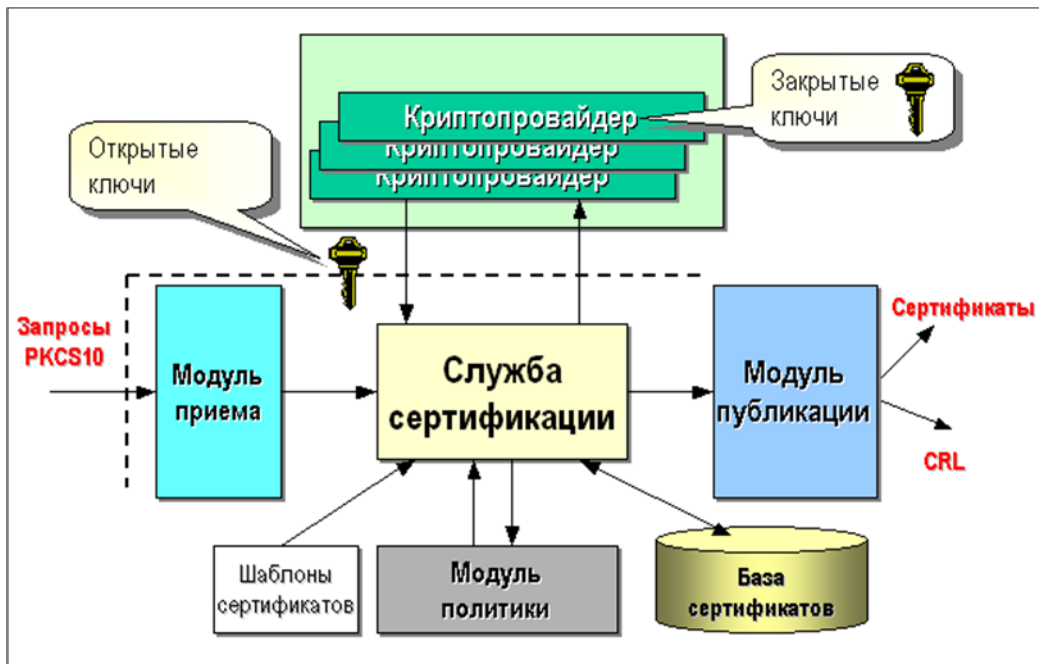 Закрытые
ключи
Криптопровайдер
Криптопровайдер
Криптопровайдер
Открытые
ключи
Запросы
PKCS10
Модуль
приема
Служба
сертификации
Модуль
публикации
Сертификаты
CRL
Шаблоны
сертификатов
Модуль
политики
База
сертификатов